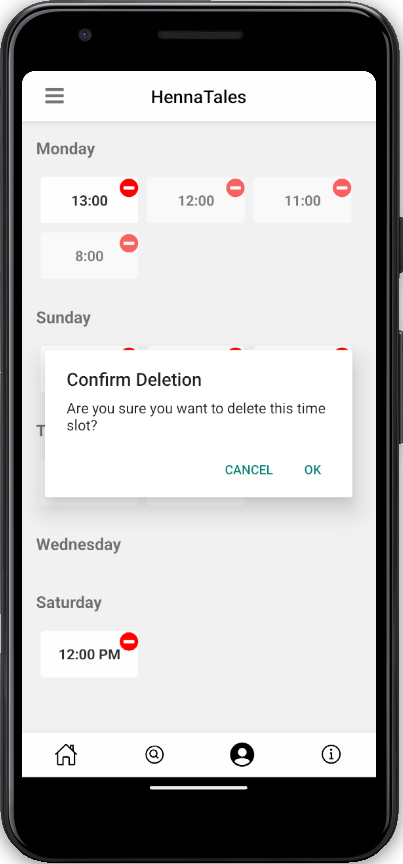 HennaTales
Monday
13:00
12:00
11:00
8:00
Sunday
Confirm Deletion
Are you sure you want to delete this time
slot?
T
CANCEL
OK
Wednesday
Saturday
12:00 PM